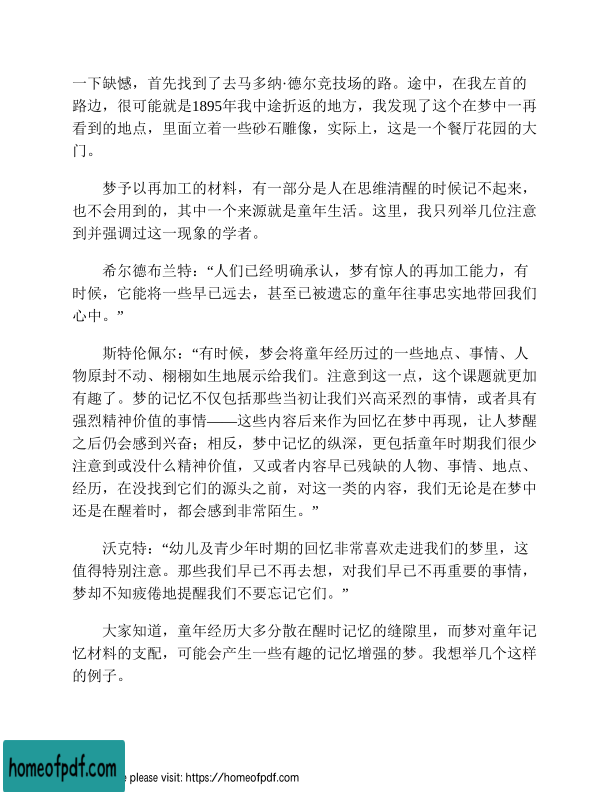 一下缺憾，首先找到了去马多纳·德尔竞技场的路。途中，在我左首的
路边，很可能就是1895年我中途折返的地方，我发现了这个在梦中一再
看到的地点，里面立着一些砂石雕像，实际上，这是一个餐厅花园的大
门。
梦予以再加工的材料，有一部分是人在思维清醒的时候记不起来，
也不会用到的，其中一个来源就是童年生活。这里，我只列举几位注意
到并强调过这一现象的学者。
希尔德布兰特：“人们已经明确承认，梦有惊人的再加工能力，有
时候，它能将一些早已远去，甚至已被遗忘的童年往事忠实地带回我们
心中。”
斯特伦佩尔：“有时候，梦会将童年经历过的一些地点、事情、人
物原封不动、栩栩如生地展示给我们。注意到这一点，这个课题就更加
有趣了。梦的记忆不仅包括那些当初让我们兴高采烈的事情，或者具有
强烈精神价值的事情——这些内容后来作为回忆在梦中再现，让人梦醒
之后仍会感到兴奋；相反，梦中记忆的纵深，更包括童年时期我们很少
注意到或没什么精神价值，又或者内容早已残缺的人物、事情、地点、
经历，在没找到它们的源头之前，对这一类的内容，我们无论是在梦中
还是在醒着时，都会感到非常陌生。”
沃克特：“幼儿及青少年时期的回忆非常喜欢走进我们的梦里，这
值得特别注意。那些我们早已不再去想，对我们早已不再重要的事情，
梦却不知疲倦地提醒我们不要忘记它们。”
大家知道，童年经历大多分散在醒时记忆的缝隙里，而梦对童年记
忆材料的支配，可能会产生一些有趣的记忆增强的梦。我想举几个这样
的例子。
homeofpdf.com
e please visit: https://homeofpdf.com